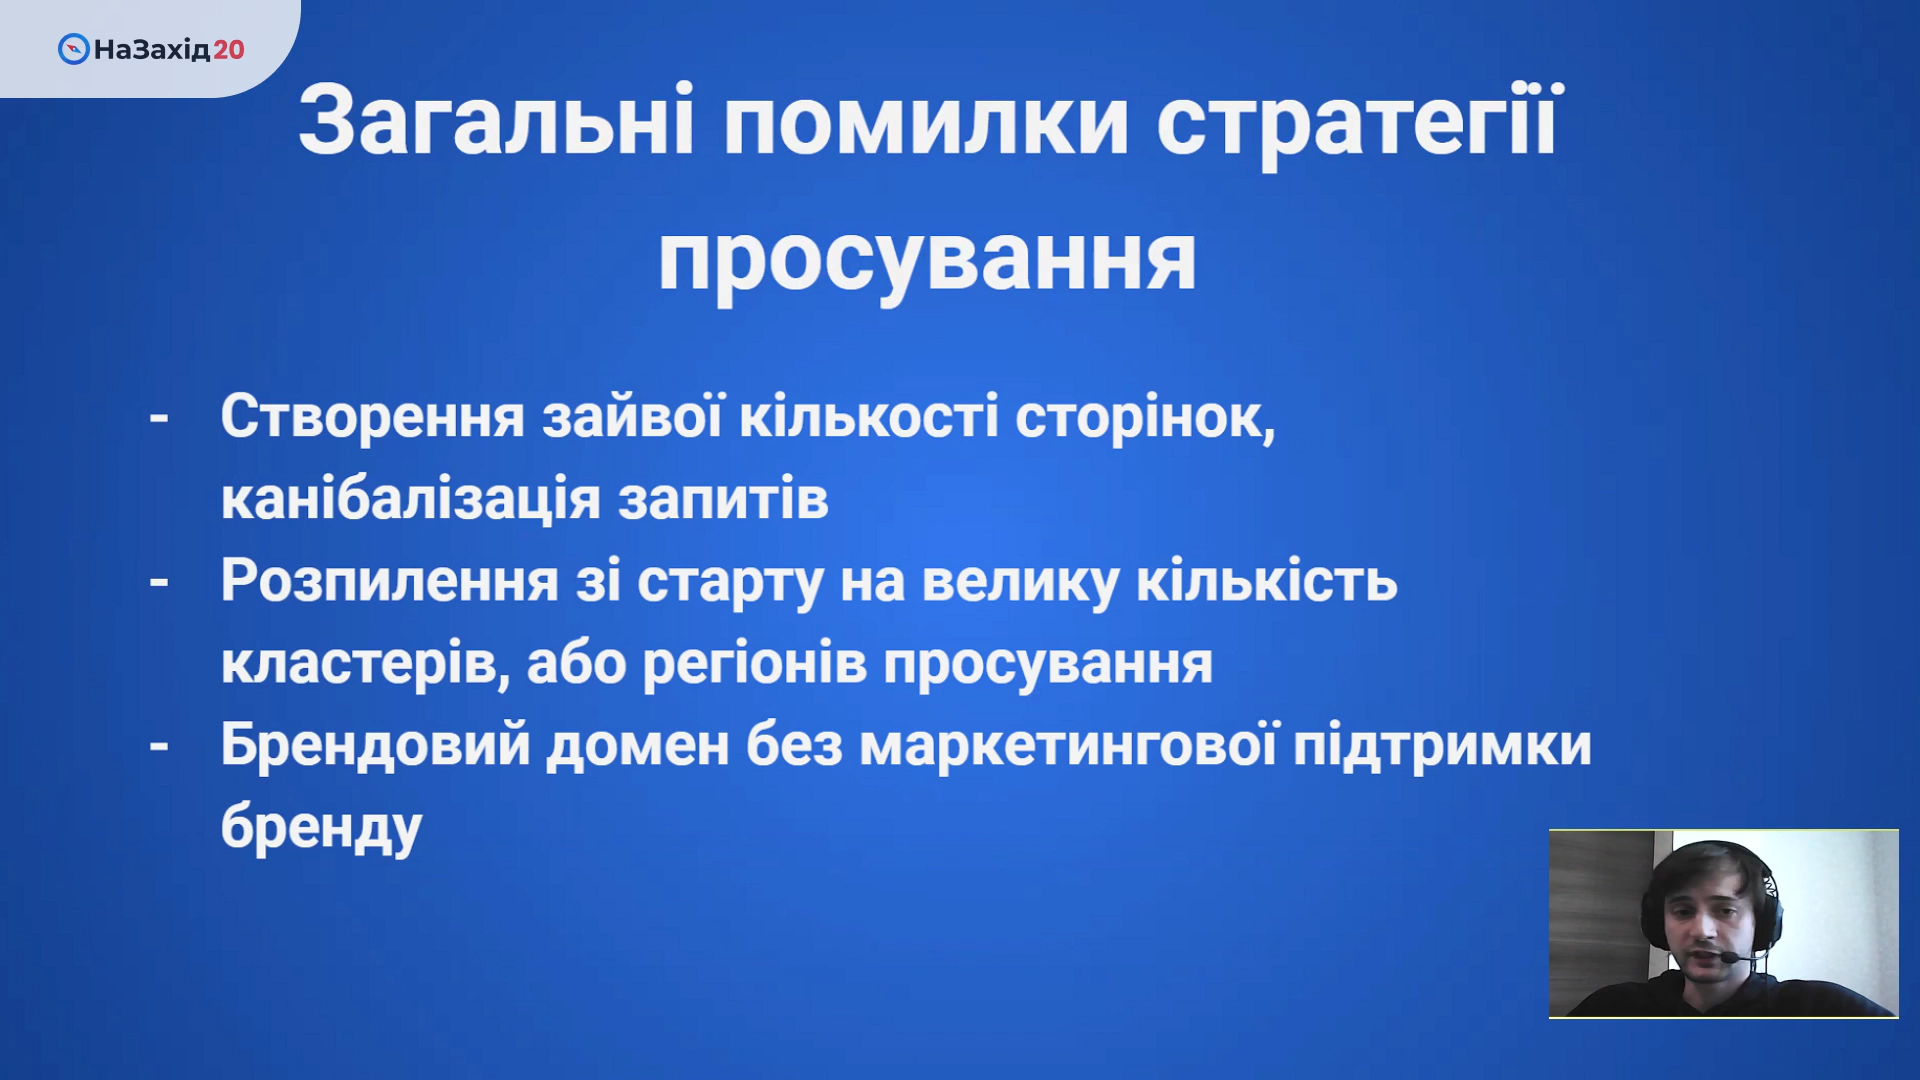 НаЗахід20
Загальні помилки стратегії
просування
- Створення зайвої кількості сторінок,
канібалізація запитів
- Розпилення зі старту на велику кількість
кластерів, або регіонів просування
- Брендовий домен без маркетингової підтримки
бренду